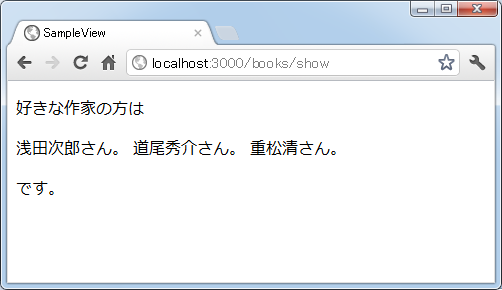 SampleView
localhost:3000/books/show
好きな作家の方は
浅田次郎さん。 道尾秀介さん。 重松清さん。
です。